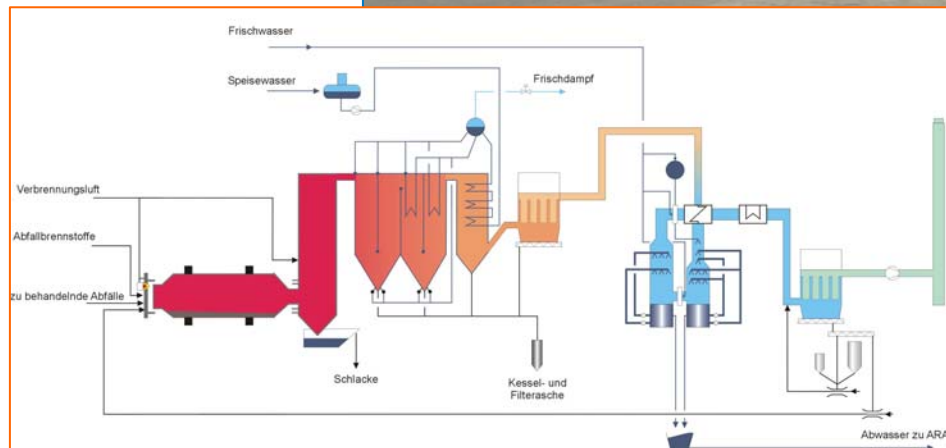 Frischwasser
Speisewasser
Frischdampf
Verbrennungsluft
Abfallbrennstoffe
zu behandelnde Abfälle
Schlacke
Kessel- und
Filterasche
Abwasser zu ARA